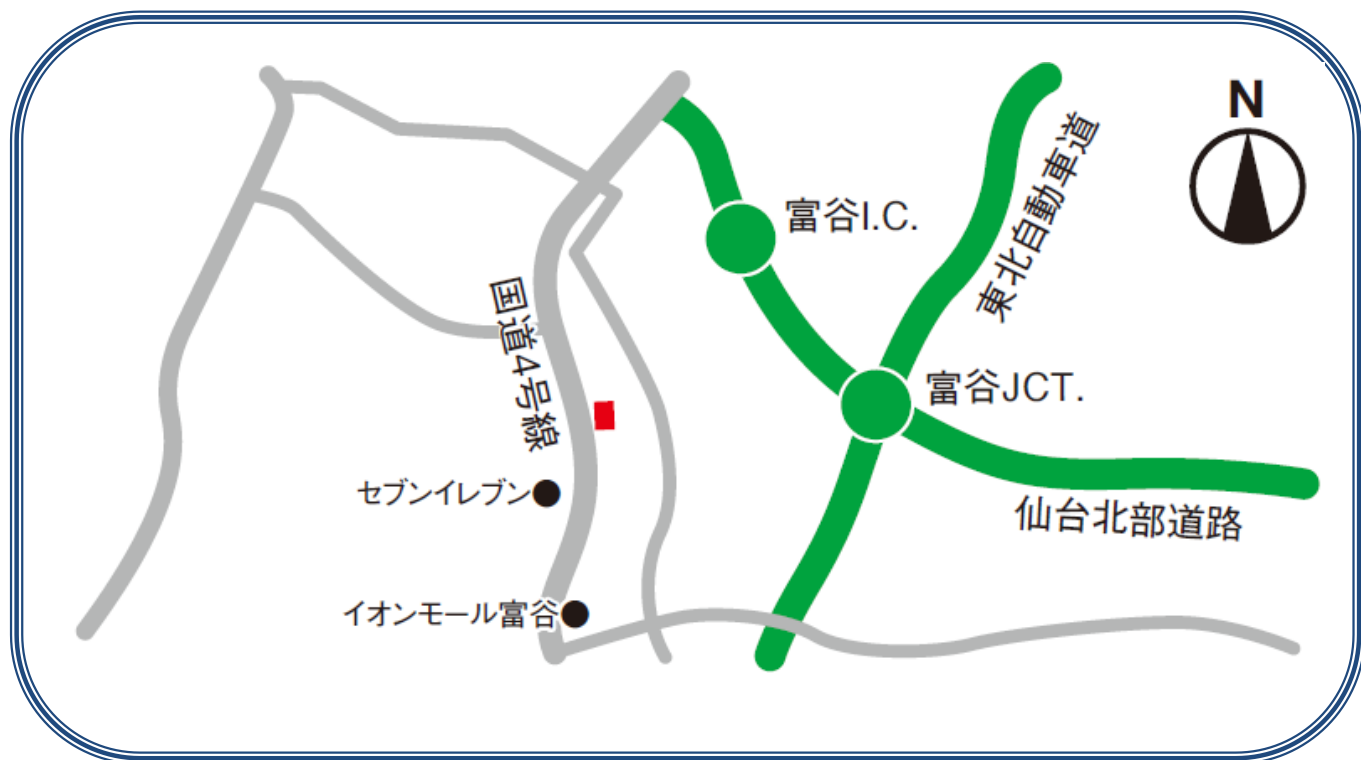 N
富谷I.C.
東北自動車道
国道4号線
富谷JCT.
セブンイレブン
仙台北部道路
イオンモール富谷